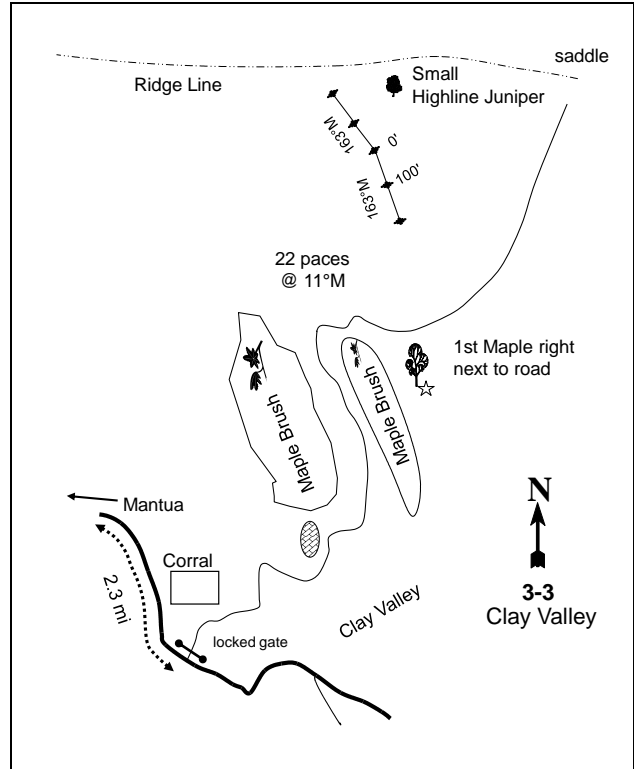 saddle
Ridge Line
Small
Highline Juniper
163°M
0'
100'
163°M
22 paces
@ 11°M
1st Maple right
next to road
Maple Brush
Maple Brush
Mantua
N
Corral
3-3
Clay Valley
2.3 mi
Clay Valley
locked gate